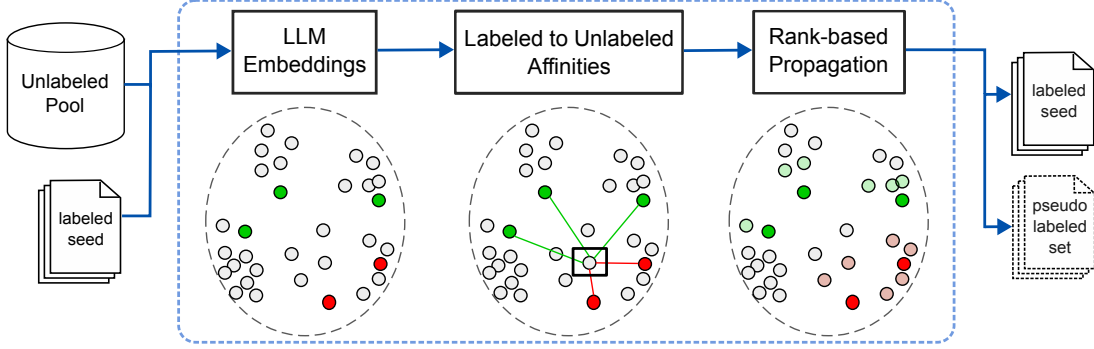 Unlabeled
Pool
labeled
seed
LLM
Embeddings
Labeled to Unlabeled
Affinities
Rank-based
Propagation
labeled
seed
pseudo
labeled
set